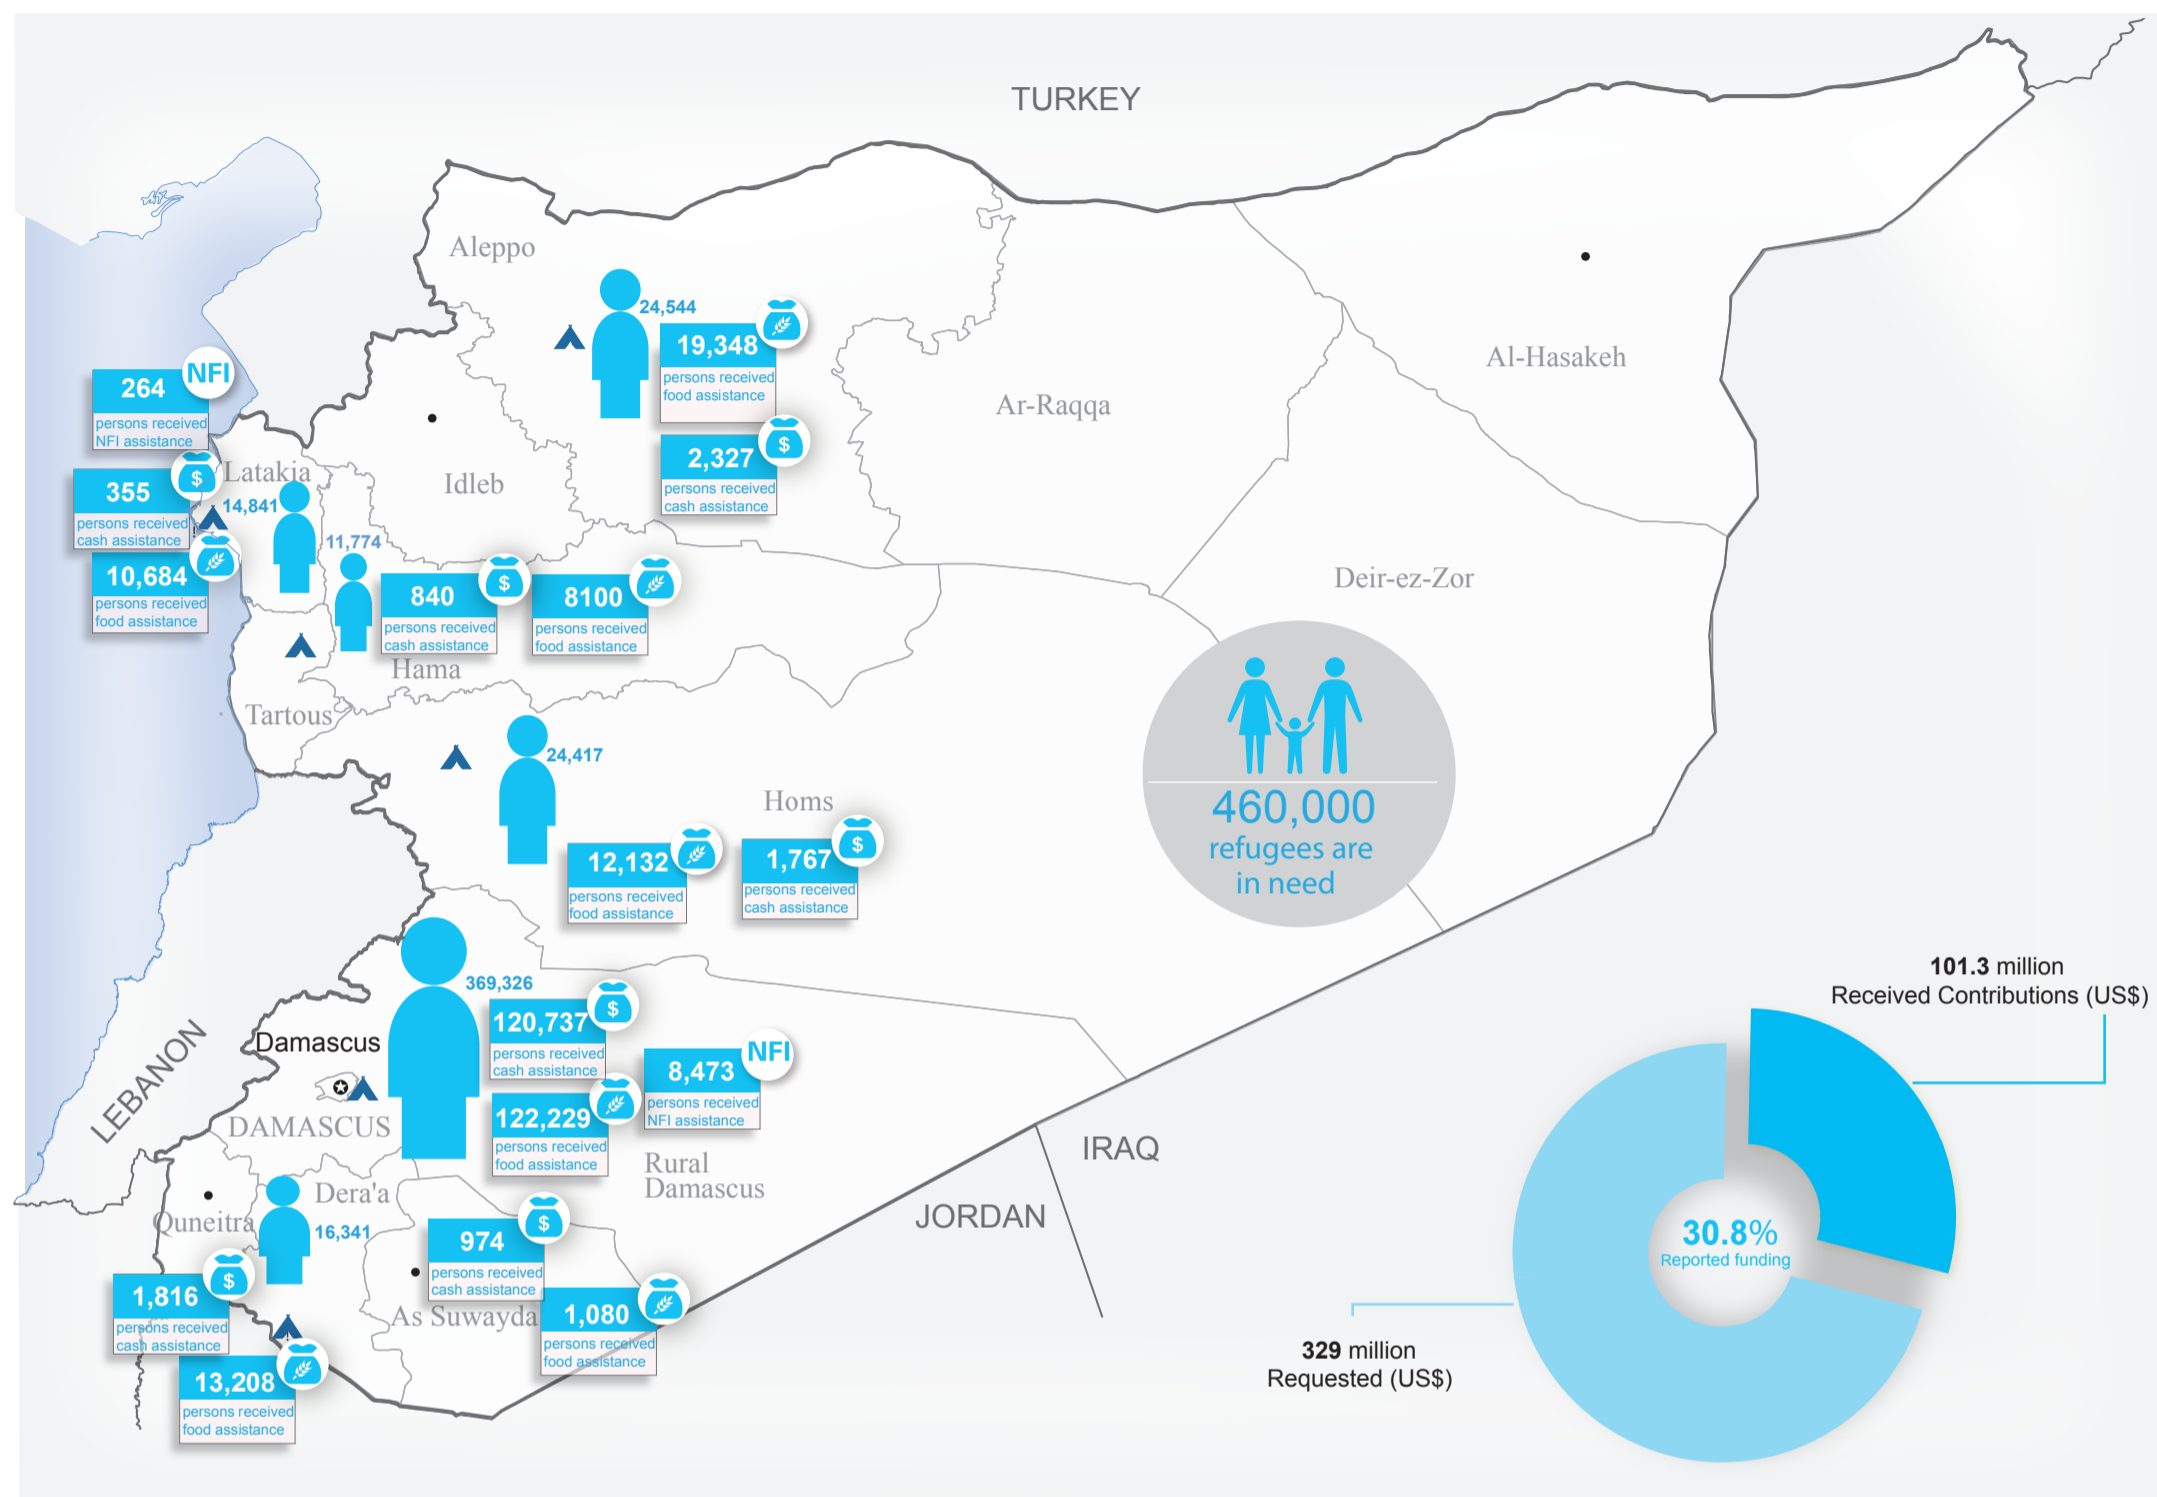 TURKEY
Aleppo
24,544
19,348
persons received
food assistance
2,327
persons received
cash assistance
Al-Hasakeh
Ar-Raqqa
NFI
264
persons received
NFI assistance
Latakia
$
355
persons received
cash assistance
14,841
Idleb
$
10,684
persons received
food assistance
11,774
840
persons received
cash assistance
$
8100
persons received
food assistance
Hama
Deir-ez-Zor
Tartous
24,417
Homs
12,132
persons received
food assistance
1,767
persons received
cash assistance
$
460,000
refugees are
in need
369,326
120,737
persons received
cash assistance
$
Damascus
NFI
8,473
persons received
NFI assistance
122,229
persons received
food assistance
LEBANON
DAMASCUS
Rural
Damascus
IRAQ
JORDAN
Dera'a
Quneitra
16,341
974
persons received
cash assistance
$
1,816
persons received
cash assistance
$
As Suwayda
1,080
persons received
food assistance
13,208
persons received
food assistance
101.3 million
Received Contributions (US$)
30.8%
Reported funding
329 million
Requested (US$)